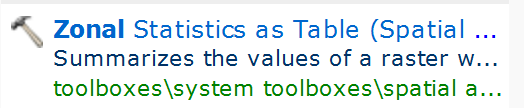 Zonal Statistics as Table (Spatial ...
Summarizes the values of a raster w...
toolboxes\system toolboxes\spatial a...